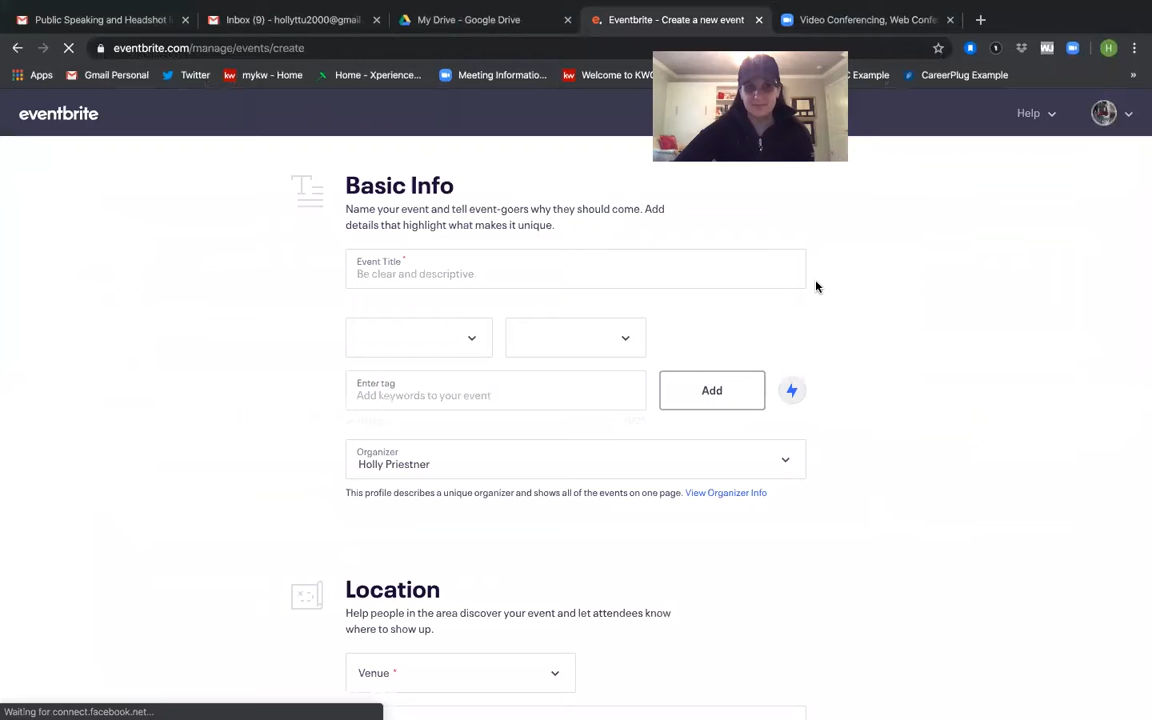 Public Speaking and Headshot
Inbox (9) - hollyttu2000@gmail
My Drive - Google Drive
Eventbrite - Create a new event
Video Conferencing, Web Confe
eventbrite.com/manage/events/create
Apps
Gmail Personal
Twitter
mykw - Home
Home - Xperience...
Meeting Informatio...
Welcome to KWC
C Example
CareerPlug Example
eventbrite
Help
Basic Info
Name your event and tell event-goers why they should come. Add
details that highlight what makes it unique.
Event Title *
Be clear and descriptive
Enter tag
Add keywords to your event
Add
Organizer
Holly Priestner
This profile describes a unique organizer and shows all of the events on one page. View Organizer Info
Location
Help people in the area discover your event and let attendees know
where to show up.
Venue *
Waiting for connect.facebook.net...